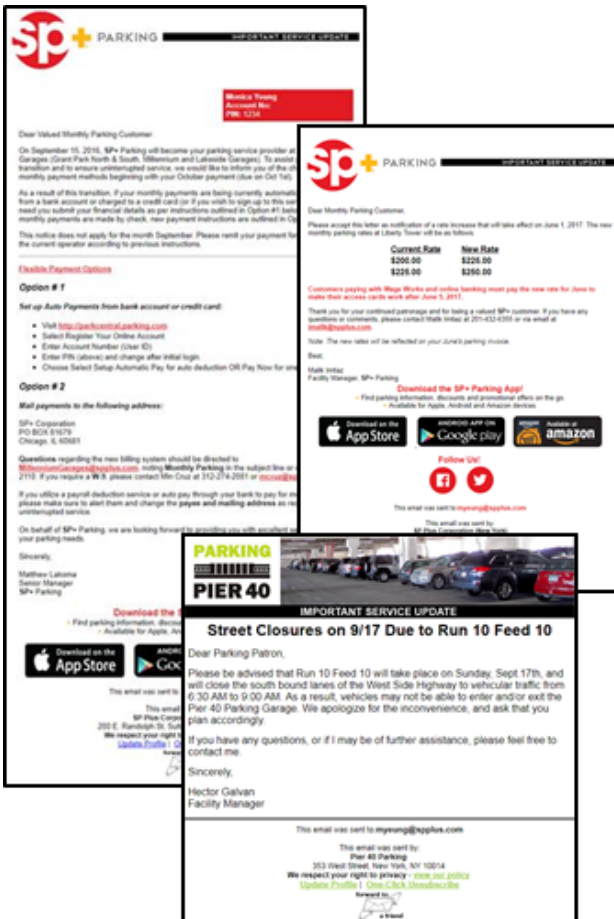 sp+ PARKING
IMPORTANT SERVICE UPDATE
Monica Young
Account No:
PIN: 1234
Dear Valued Monthly Parking Customer:
On September 15, 2016, SP+ Parking will become your parking service provider at
Garages (Grant Park North & South, Millennium and Lakeside Garages). To assist
transition and to ensure uninterrupted service, we would like to inform you of the
monthly payment methods beginning with your October payment (due on Oct 1st).
As a result of this transition, if your monthly payments are being currently
from a bank account or charged to a credit card (or if you wish to sign up to this
need you submit your financial details as per instructions outlined in Option #1
monthly payments are made by check, new payment instructions are outlined in
This notice does not apply for the month September. Please remit your payment
the current operator according to previous instructions.
Flexible Payment Options
Option # 1
Set up Auto Payments from bank account or credit card:
• Visit http://parkcentral.parking.com
• Select Register Your Online Account
• Enter Account Number (User ID)
• Enter PIN (above) and change after initial login
• Choose Select Setup Automatic Pay for auto deduction OR Pay Now for
Option # 2
Mail payments to the following address:
SP+ Corporation
PO BOX 81679
Chicago, IL 60681
Questions regarding the new billing system should be directed to
MillenniumGarages@spplus.com, noting Monthly Parking in the subject line or
2110. If you require a W.9. please contact Min Cruz at 312-274-2081 or
If you utilize a payroll deduction service or auto pay through your bank to pay for
please make sure to alert them and change the payee and mailing address as
uninterrupted service.
On behalf of SP+ Parking, we are looking forward to providing you with excellent
your parking needs.
Sincerely,
Matthew Lakoma
Senior Manager
SP+ Parking
Download the
• Find parking information,
• Available for Apple,
Download on the
App Store
This email was sent to
This email
SP Plus
200 E. Randolph St,
We respect your right
Update Profile |
sp+ PARKING
IMPORTANT SERVICE UPDATE
Dear Monthly Parking Customer,
Please accept this letter as notification of a rate increase that will take effect on June 1, 2017. The new
monthly parking rates at Liberty Tower will be as follows
Current Rate New Rate
$200.00 $225.00
$225.00 $250.00
Customers paying with Wage Works and online banking must pay the new rate for June to
make their access cards work after June 5, 2017.
Thank you for your continued patronage and for being a valued SP+ customer. If you have any
questions or comments, please contact Malik Imtiaz at 201-432-6355 or via email at
Imalik@spplus.com.
Note: The new rates will be reflected on your June's parking invoice.
Best,
Malik Imtiaz
Facility Manager, SP+ Parking
Download the SP+ Parking App!
• Find parking information, discounts and promotional offers on the go.
• Available for Apple, Android and Amazon devices.
Download on the
App Store
ANDROID APP ON
Google play
Available at
amazon
Follow Us!
This email was sent to myeung@spplus.com
This email was sent by:
SP Plus Corporation (New York)
PARKING
PIER 40
IMPORTANT SERVICE UPDATE
Street Closures on 9/17 Due to Run 10 Feed 10
Dear Parking Patron,
Please be advised that Run 10 Feed 10 will take place on Sunday, Sept 17th, and
will close the south bound lanes of the West Side Highway to vehicular traffic from
6:30 AM to 9:00 AM. As a result, vehicles may not be able to enter and/or exit the
Pier 40 Parking Garage. We apologize for the inconvenience, and ask that you
plan accordingly.
If you have any questions, or if I may be of further assistance, please feel free to
contact me.
Sincerely,
Hector Galvan
Facility Manager
This email was sent to myeung@spplus.com
This email was sent by:
Pier 40 Parking
353 West Street, New York, NY 10014
We respect your right to privacy - view our policy
Update Profile | One-Click Unsubscribe
forward to...
a friend